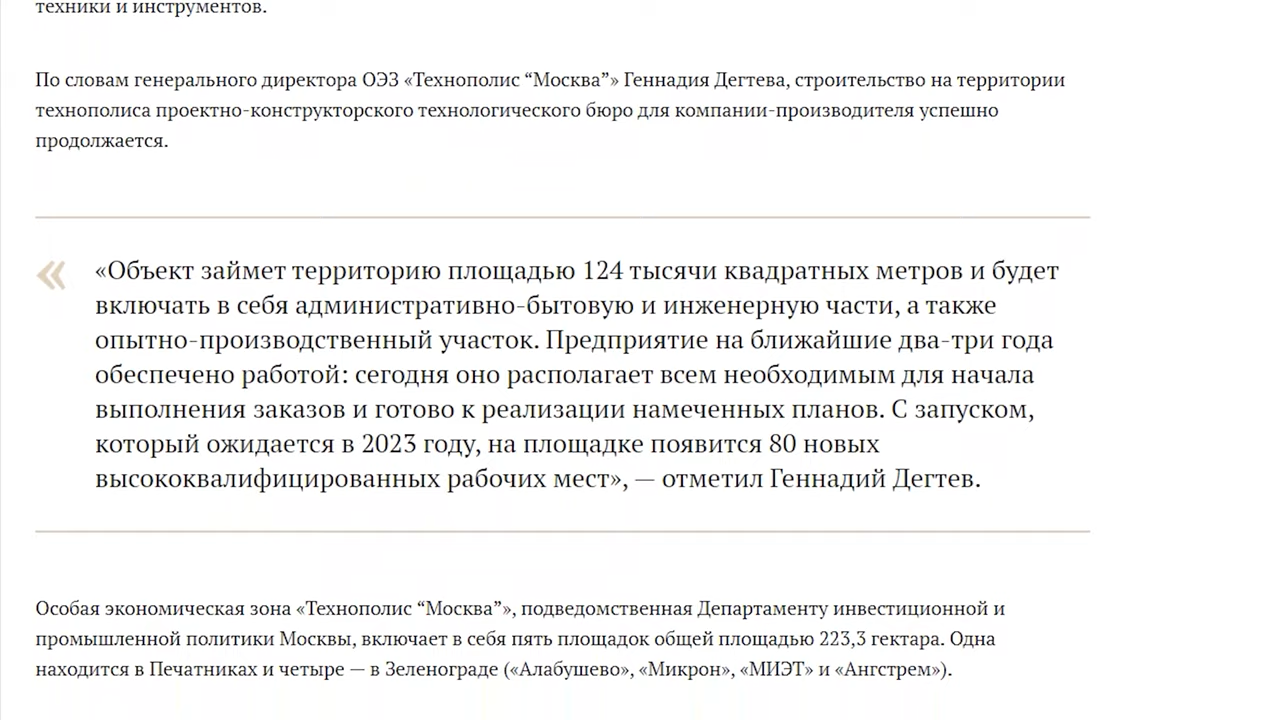 техники и инструментов.
По словам генерального директора ОЭЗ «Технополис “Москва”» Геннадия Дегтева, строительство на территории
технополиса проектно-конструкторского технологического бюро для компании-производителя успешно
продолжается.
«Объект займет территорию площадью 124 тысячи квадратных метров и будет
включать в себя административно-бытовую и инженерную части, а также
опытно-производственный участок. Предприятие на ближайшие два-три года
обеспечено работой: сегодня оно располагает всем необходимым для начала
выполнения заказов и готово к реализации намеченных планов. С запуском,
который ожидается в 2023 году, на площадке появится 80 новых
высококвалифицированных рабочих мест», — отметил Геннадий Дегтев.
Особая экономическая зона «Технополис “Москва”», подведомственная Департаменту инвестиционной и
промышленной политики Москвы, включает в себя пять площадок общей площадью 223,3 гектара. Одна
находится в Печатниках и четыре — в Зеленограде («Алабушево», «Микрон», «МИЭТ» и «Ангстрем»).